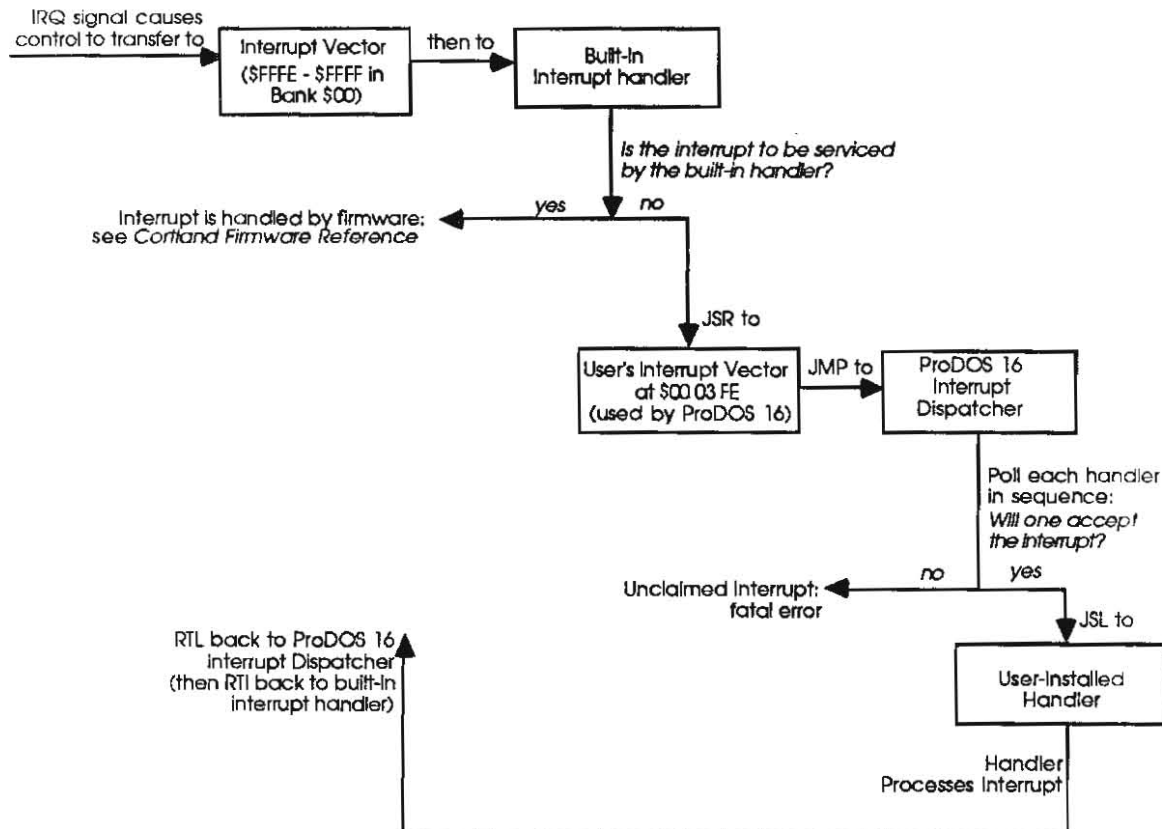 IRQ signal causes
control to transfer to
Interrupt Vector
($FFFE - $FFFF in
Bank $00)
then to
Built-In
Interrupt handler
Is the interrupt to be serviced
by the built-in handler?
yes
no
Interrupt is handled by firmware:
see Cortland Firmware Reference
JSR to
User's Interrupt Vector
at $00 03 FE
(used by ProDOS 16)
JMP to
ProDOS 16
Interrupt
Dispatcher
Poll each handler
in sequence:
Will one accept
the interrupt?
no
yes
Unclaimed Interrupt:
fatal error
JSL to
User-Installed
Handler
RTL back to ProDOS 16
interrupt Dispatcher
(then RTI back to built-in
interrupt handler)
Handler
Processes Interrupt